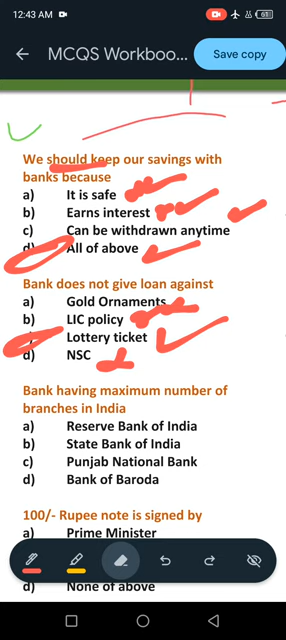 12:43 AM
61
MCQS Workboo...
Save copy
We should keep our savings with
banks because
a) It is safe
b) Earns interest
c) Can be withdrawn anytime
d) All of above
Bank does not give loan against
a) Gold Ornaments
b) LIC policy
Lottery ticket
d) NSC
Bank having maximum number of
branches in India
a) Reserve Bank of India
b) State Bank of India
c) Punjab National Bank
d) Bank of Baroda
100/- Rupee note is signed by
a) Prime Minister
d) None of above